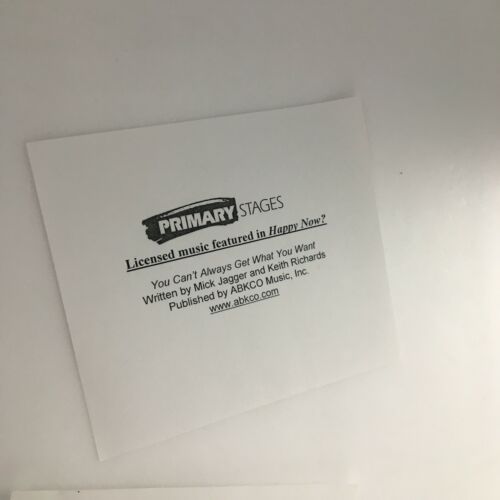 PRIMARY STAGES
Licensed music featured in Happy Now?
You Can't Always Get What You Want
Written by Mick Jagger and Keith Richards
Published by ABKCO Music, Inc.
www.abkco.com